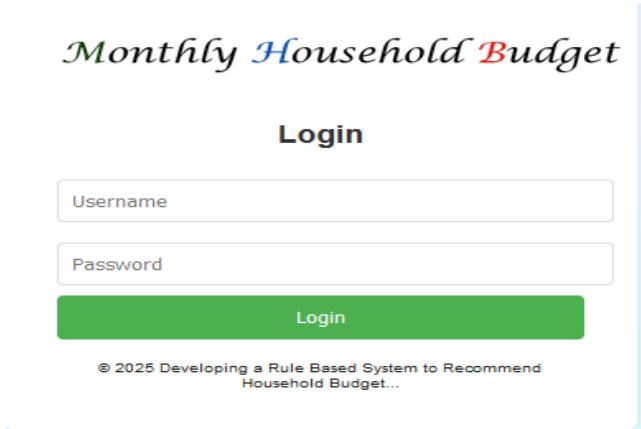 Monthly Household Budget
Login
Username
Password
Login
© 2025 Developing a Rule Based System to Recommend
Household Budget...